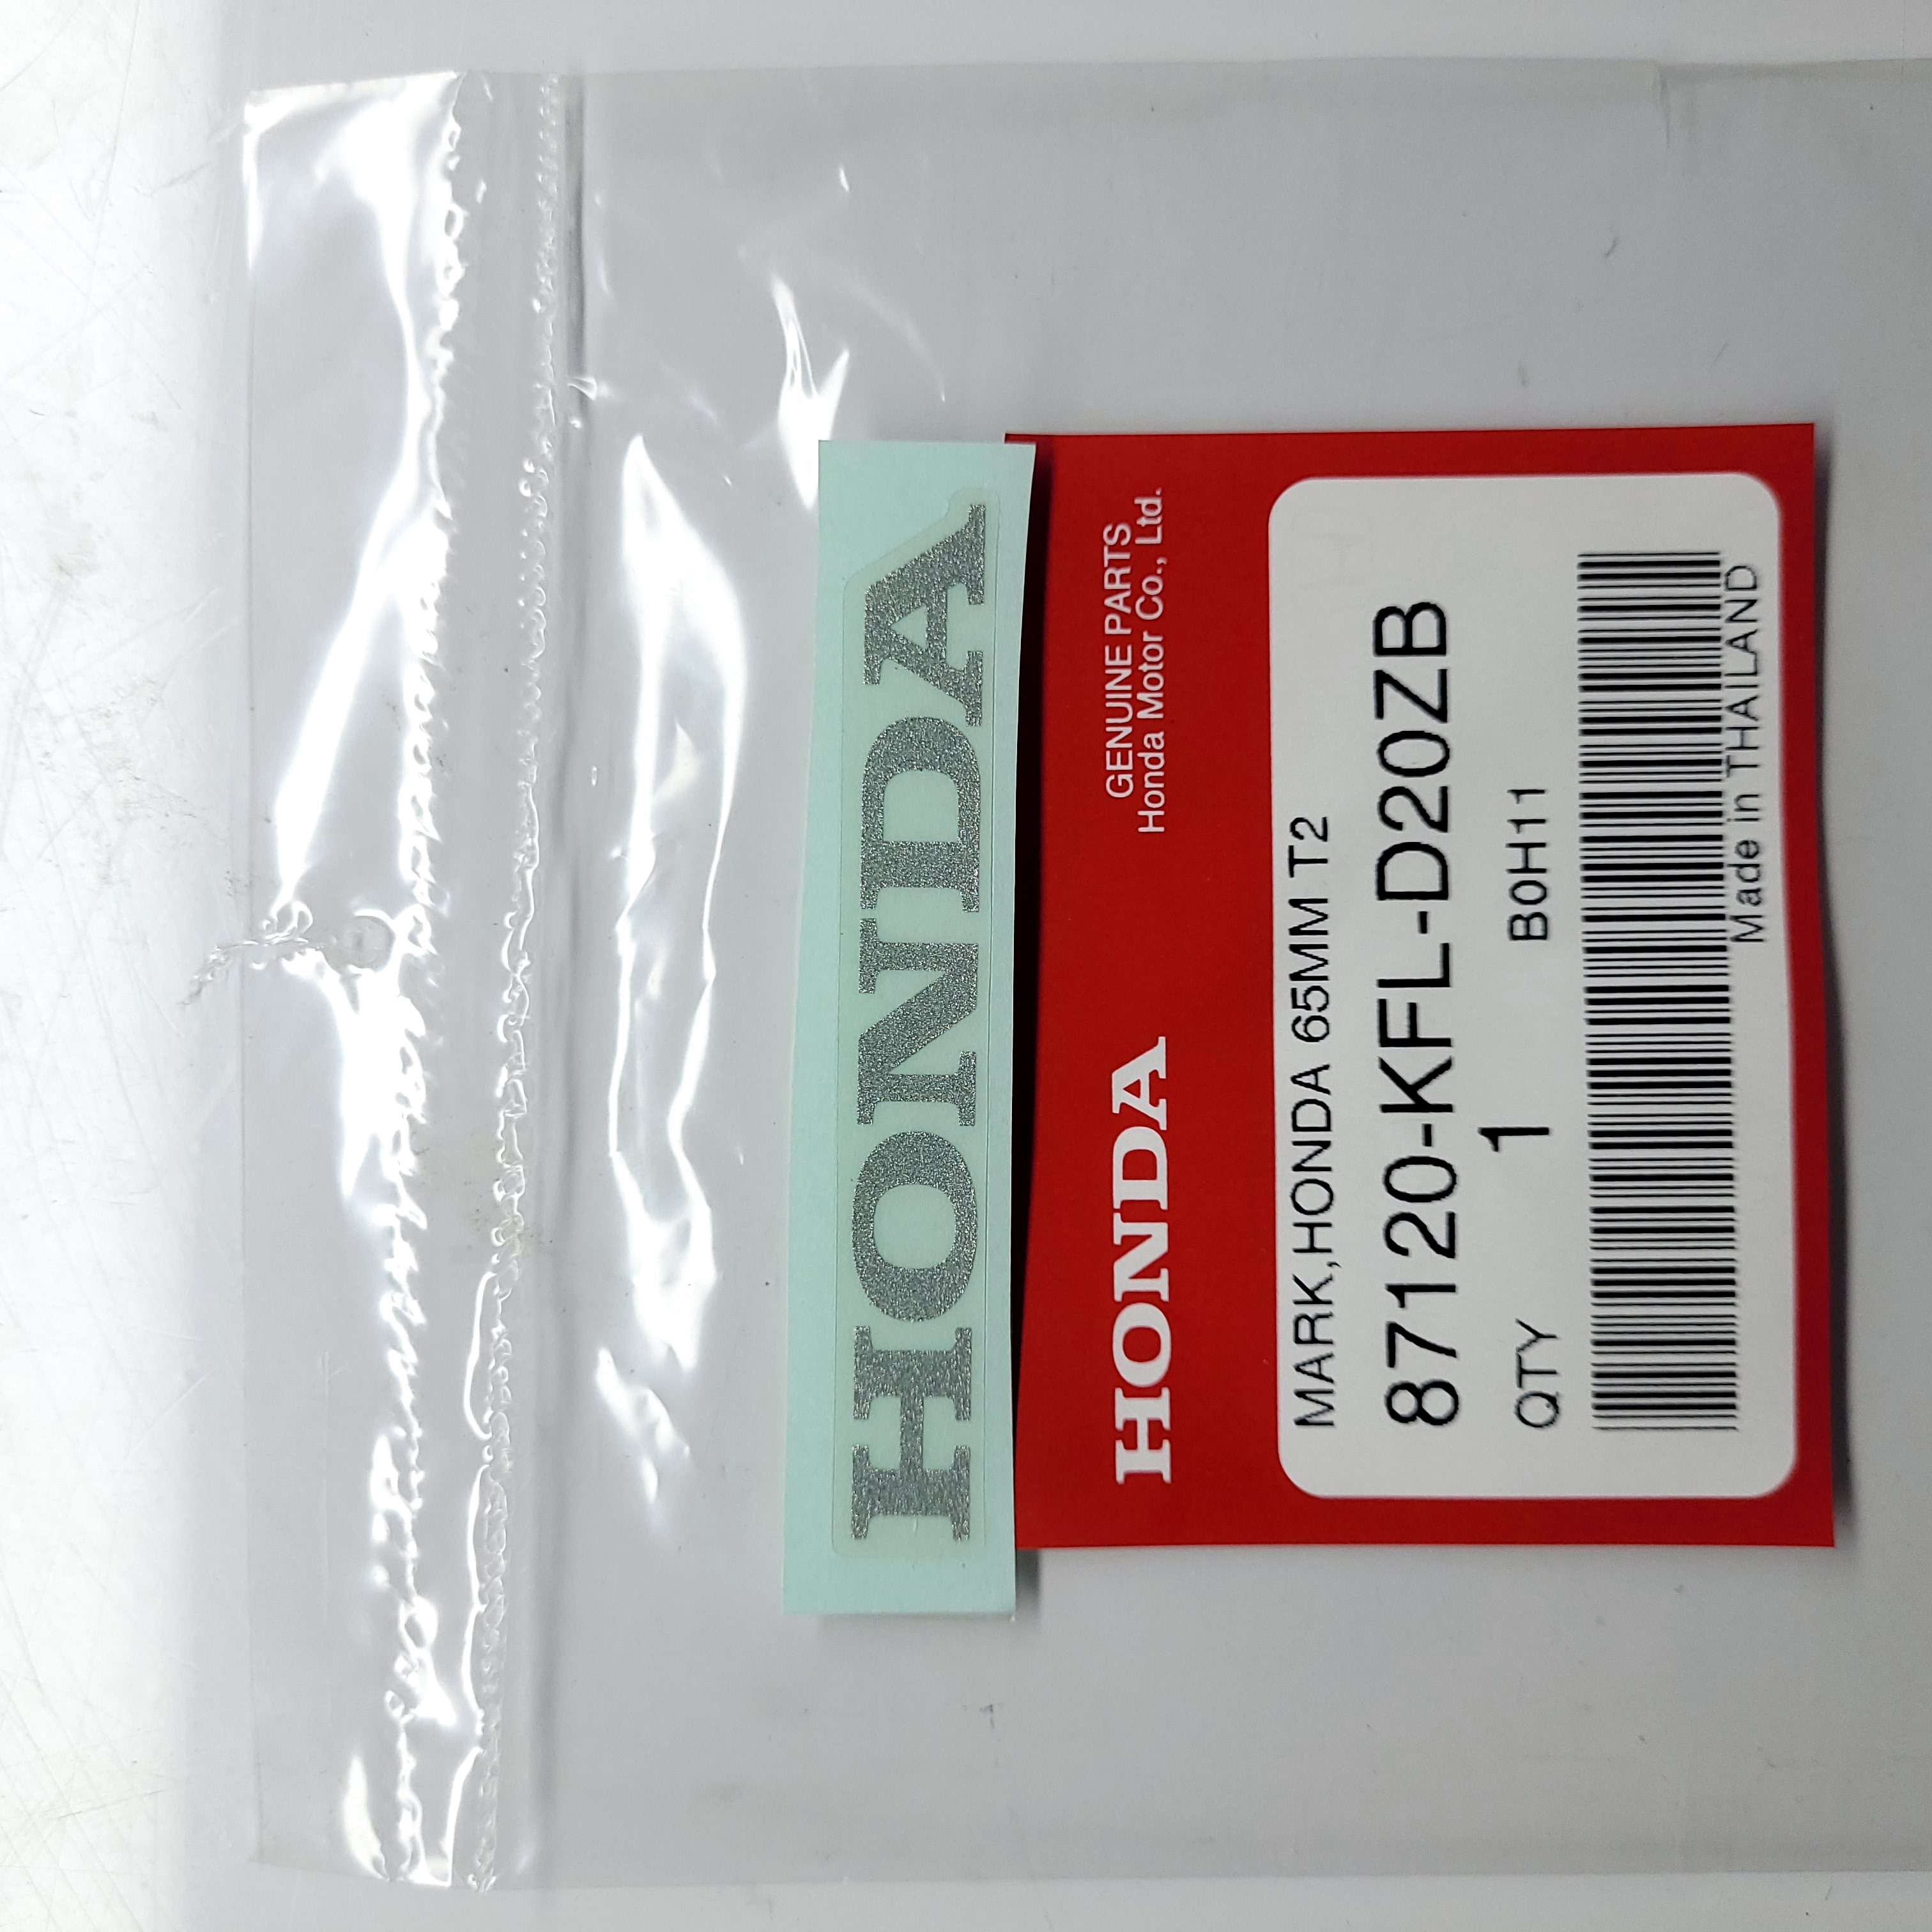 HONDA
HONDA
GENUINE PARTS
Honda Motor Co., Ltd.
MARK,HONDA 65MM T2
87120-KFL-D20ZB
QTY 1 B0H11
Made in THAILAND